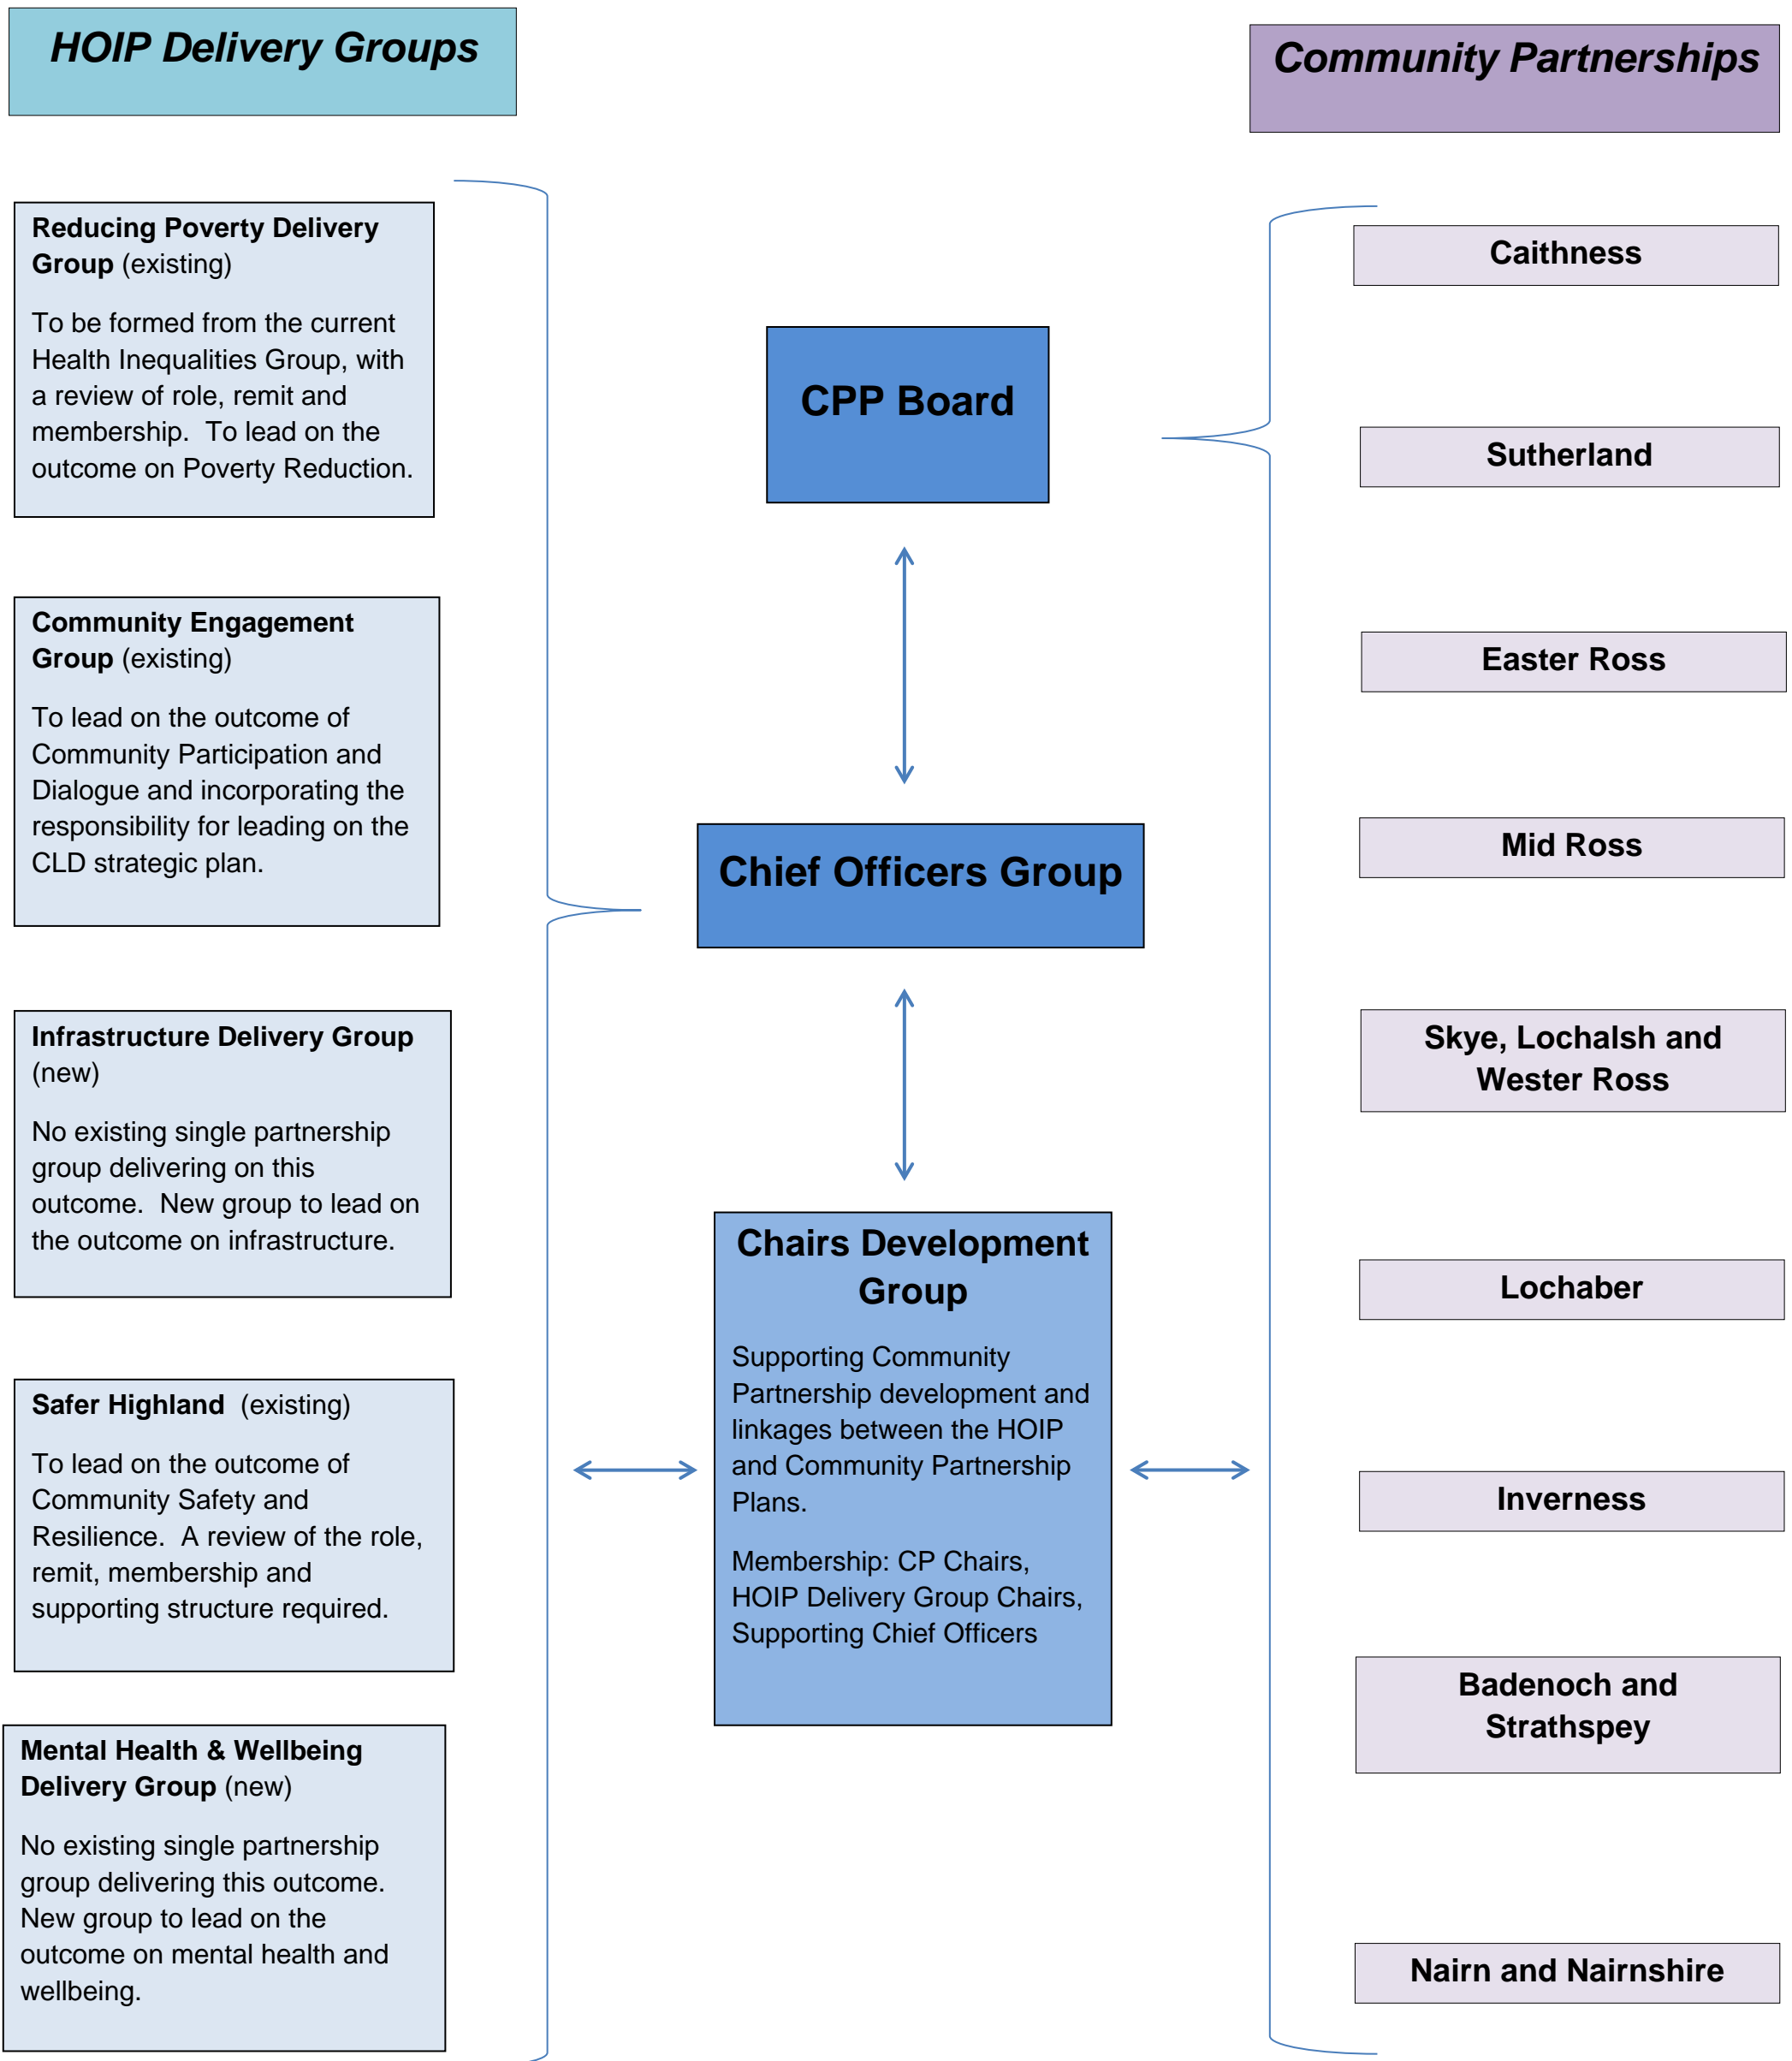 HOIP Delivery Groups
Reducing Poverty Delivery
Group (existing)
To be formed from the current
Health Inequalities Group, with
a review of role, remit and
membership.  To lead on the
outcome on Poverty Reduction.
Community Engagement
Group (existing)
To lead on the outcome of
Community Participation and
Dialogue and incorporating the
responsibility for leading on the
CLD strategic plan.
Infrastructure Delivery Group
(new)
No existing single partnership
group delivering on this
outcome.  New group to lead on
the outcome on infrastructure.
Safer Highland  (existing)
To lead on the outcome of
Community Safety and
Resilience.  A review of the role,
remit, membership and
supporting structure required.
Mental Health & Wellbeing
Delivery Group (new)
No existing single partnership
group delivering this outcome.
New group to lead on the
outcome on mental health and
wellbeing.
CPP Board
Chief Officers Group
Chairs Development
Group
Supporting Community
Partnership development and
linkages between the HOIP
and Community Partnership
Plans.
Membership: CP Chairs,
HOIP Delivery Group Chairs,
Supporting Chief Officers
Community Partnerships
Caithness
Sutherland
Easter Ross
Mid Ross
Skye, Lochalsh and
Wester Ross
Lochaber
Inverness
Badenoch and
Strathspey
Nairn and Nairnshire